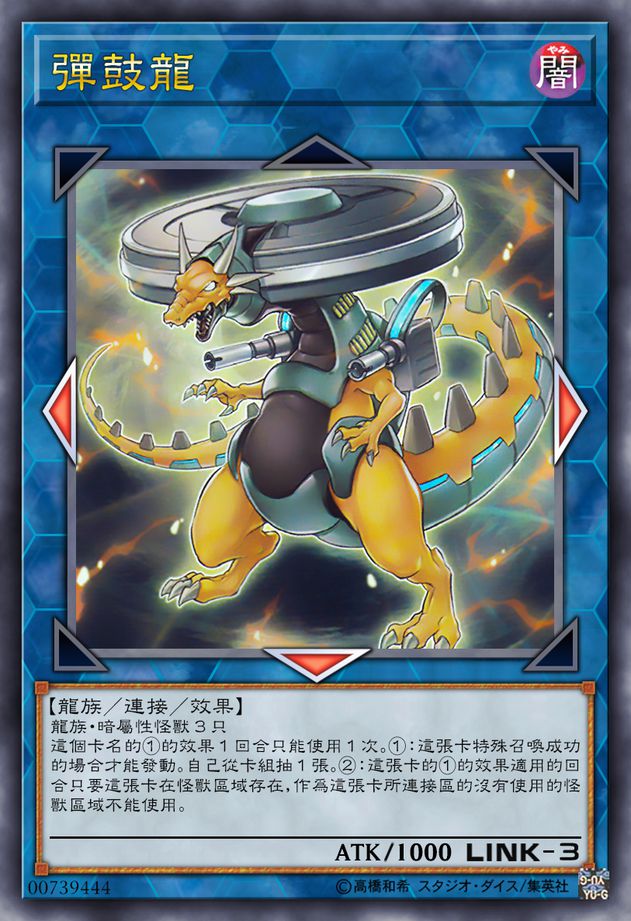 彈鼓龍
やみ
闇
【龍族／連接／效果】
龍族・暗屬性怪獸３只
這個卡名的①的效果１回合只能使用１次。①：這張卡特殊召喚成功
的場合才能發動。自己從卡組抽１張。②：這張卡的①的效果適用的回
合只要這張卡在怪獸區域存在，作為這張卡所連接區的沒有使用的怪
獸區域不能使用。
ATK/1000 LINK-3
00739444 ©高橋和希 スタジオ・ダイス/集英社
YU-G